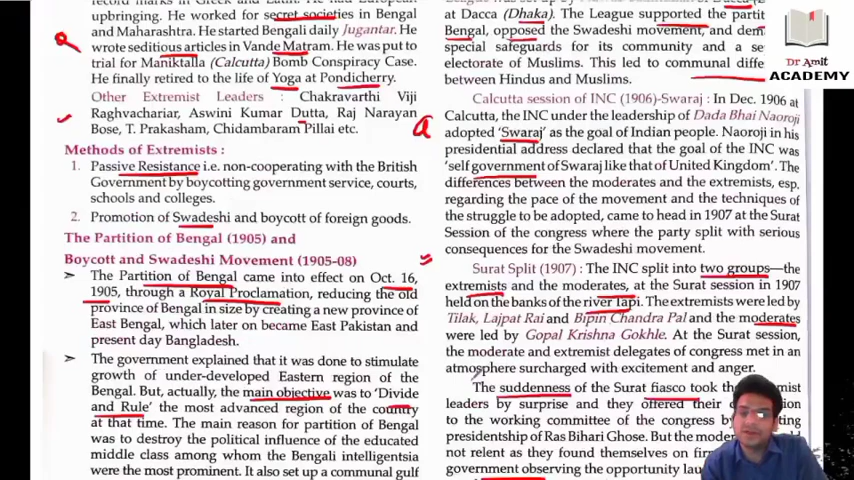 record marks in Greek and Latin. He had European
upbringing. He worked for secret societies in Bengal
and Maharashtra. He started Bengali daily Jugantar. He
wrote seditious articles in Vande Matram. He was put to
trial for Maniktalla (Calcutta) Bomb Conspiracy Case.
He finally retired to the life of Yoga at Pondicherry.
Other Extremist Leaders : Chakravarthi Viji
Raghvachariar, Aswini Kumar Dutta, Raj Narayan
Bose, T. Prakasham, Chidambaram Pillai etc.
Methods of Extremists :
1. Passive Resistance i.e. non-cooperating with the British
Government by boycotting government service, courts,
schools and colleges.
2. Promotion of Swadeshi and boycott of foreign goods.
The Partition of Bengal (1905) and
Boycott and Swadeshi Movement (1905-08)
➢ The Partition of Bengal came into effect on Oct. 16,
1905, through a Royal Proclamation, reducing the old
province of Bengal in size by creating a new province of
East Bengal, which later on became East Pakistan and
present day Bangladesh.
➢ The government explained that it was done to stimulate
growth of under-developed Eastern region of the
Bengal. But, actually, the main objective was to 'Divide
and Rule' the most advanced region of the country
at that time. The main reason for partition of Bengal
was to destroy the political influence of the educated
middle class among whom the Bengali intelligentsia
were the most prominent. It also set up a communal gulf
at Dacca (Dhaka). The League supported the partit
Bengal, opposed the Swadeshi movement, and dem
special safeguards for its community and a se
electorate of Muslims. This led to communal diffe
between Hindus and Muslims.
Calcutta session of INC (1906)-Swaraj : In Dec. 1906 at
Calcutta, the INC under the leadership of Dada Bhai Naoroji
adopted 'Swaraj' as the goal of Indian people. Naoroji in his
presidential address declared that the goal of the INC was
'self government of Swaraj like that of United Kingdom'. The
differences between the moderates and the extremists, esp.
regarding the pace of the movement and the techniques of
the struggle to be adopted, came to head in 1907 at the Surat
Session of the congress where the party split with serious
consequences for the Swadeshi movement.
Surat Split (1907) : The INC split into two groups—the
extremists and the moderates, at the Surat session in 1907
held on the banks of the river Tapi. The extremists were led by
Tilak, Lajpat Rai and Bipin Chandra Pal and the moderates
were led by Gopal Krishna Gokhle. At the Surat session,
the moderate and extremist delegates of congress met in an
atmosphere surcharged with excitement and anger.
The suddenness of the Surat fiasco took the emist
leaders by surprise and they offered their ion
to the working committee of the congress by ting
presidentship of Ras Bihari Ghose. But the mode ld
not relent as they found themselves on fir
government observing the opportunity lau
Dr Amit
ACADEMY